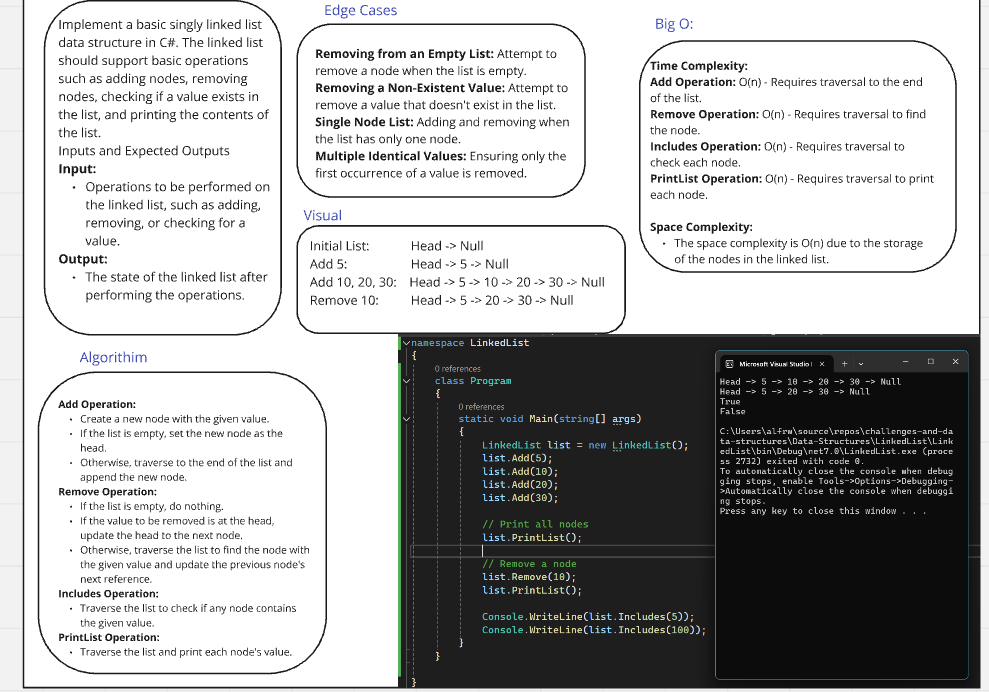 Implement a basic singly linked list
data structure in C#. The linked list
should support basic operations
such as adding nodes, removing
nodes, checking if a value exists in
the list, and printing the contents of
the list.
Inputs and Expected Outputs
Input:
• Operations to be performed on
the linked list, such as adding,
removing, or checking for a
value.
Output:
• The state of the linked list after
performing the operations.
Edge Cases
Removing from an Empty List: Attempt to
remove a node when the list is empty.
Removing a Non-Existent Value: Attempt to
remove a value that doesn't exist in the list.
Single Node List: Adding and removing when
the list has only one node.
Multiple Identical Values: Ensuring only the
first occurrence of a value is removed.
Visual
Initial List: Head -> Null
Add 5: Head -> 5 -> Null
Add 10, 20, 30: Head -> 5 -> 10 -> 20 -> 30 -> Null
Remove 10: Head -> 5 -> 20 -> 30 -> Null
Big O:
Time Complexity:
Add Operation: O(n) - Requires traversal to the end
of the list.
Remove Operation: O(n) - Requires traversal to find
the node.
Includes Operation: O(n) - Requires traversal to
check each node.
PrintList Operation: O(n) - Requires traversal to print
each node.
Space Complexity:
• The space complexity is O(n) due to the storage
of the nodes in the linked list.
Algorithim
Add Operation:
• Create a new node with the given value.
• If the list is empty, set the new node as the
head.
• Otherwise, traverse to the end of the list and
append the new node.
Remove Operation:
• If the list is empty, do nothing.
• If the value to be removed is at the head,
update the head to the next node.
• Otherwise, traverse the list to find the node with
the given value and update the previous node's
next reference.
Includes Operation:
• Traverse the list to check if any node contains
the given value.
PrintList Operation:
• Traverse the list and print each node's value.
namespace LinkedList
{
0 references
class Program
{
0 references
static void Main(string[] args)
{
LinkedList list = new LinkedList();
list.Add(5);
list.Add(10);
list.Add(20);
list.Add(30);
// Print all nodes
list.PrintList();
// Remove a node
list.Remove(10);
list.PrintList();
Console.WriteLine(list.Includes(5));
Console.WriteLine(list.Includes(100));
}
}
}
Microsoft Visual Studio
Head -> 5 -> 10 -> 20 -> 30 -> Null
Head -> 5 -> 20 -> 30 -> Null
True
False
C:\Users\alfrw\source\repos\challenges-and-da
ta-structures\Data-Structures\LinkedList\Link
edList\bin\Debug\net7.0\LinkedList.exe (proce
ss 2732) exited with code 0.
To automatically close the console when debug
ging stops, enable Tools->Options->Debugging-
>Automatically close the console when debuggi
ng stops.
Press any key to close this window . . .